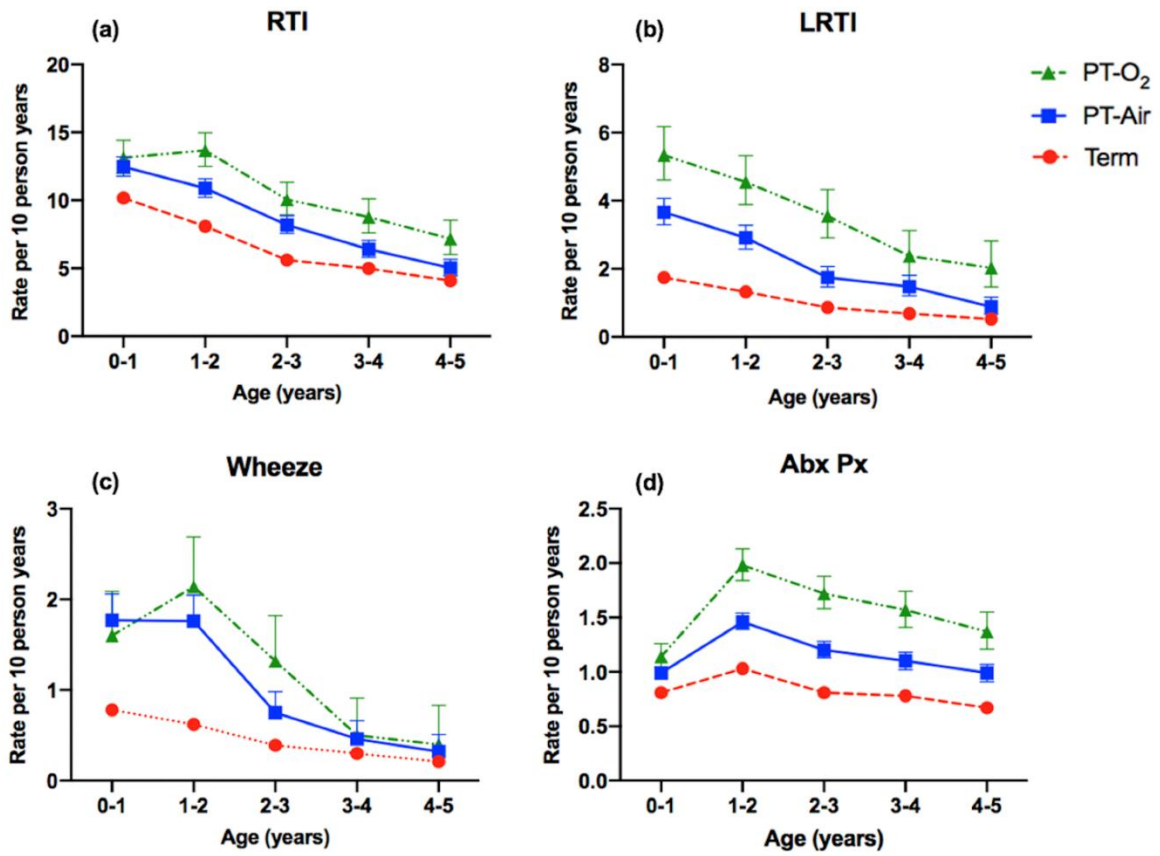 (a)
RTI
Rate per 10 person years
20
15
10
5
0
0-1 1-2 2-3 3-4 4-5
Age (years)
(b)
LRTI
Rate per 10 person years
8
6
4
2
0
0-1 1-2 2-3 3-4 4-5
Age (years)
PT-O₂
PT-Air
Term
(c)
Wheeze
Rate per 10 person years
3
2
1
0
0-1 1-2 2-3 3-4 4-5
Age (years)
(d)
Abx Px
Rate per 10 person years
2.5
2.0
1.5
1.0
0.5
0.0
0-1 1-2 2-3 3-4 4-5
Age (years)